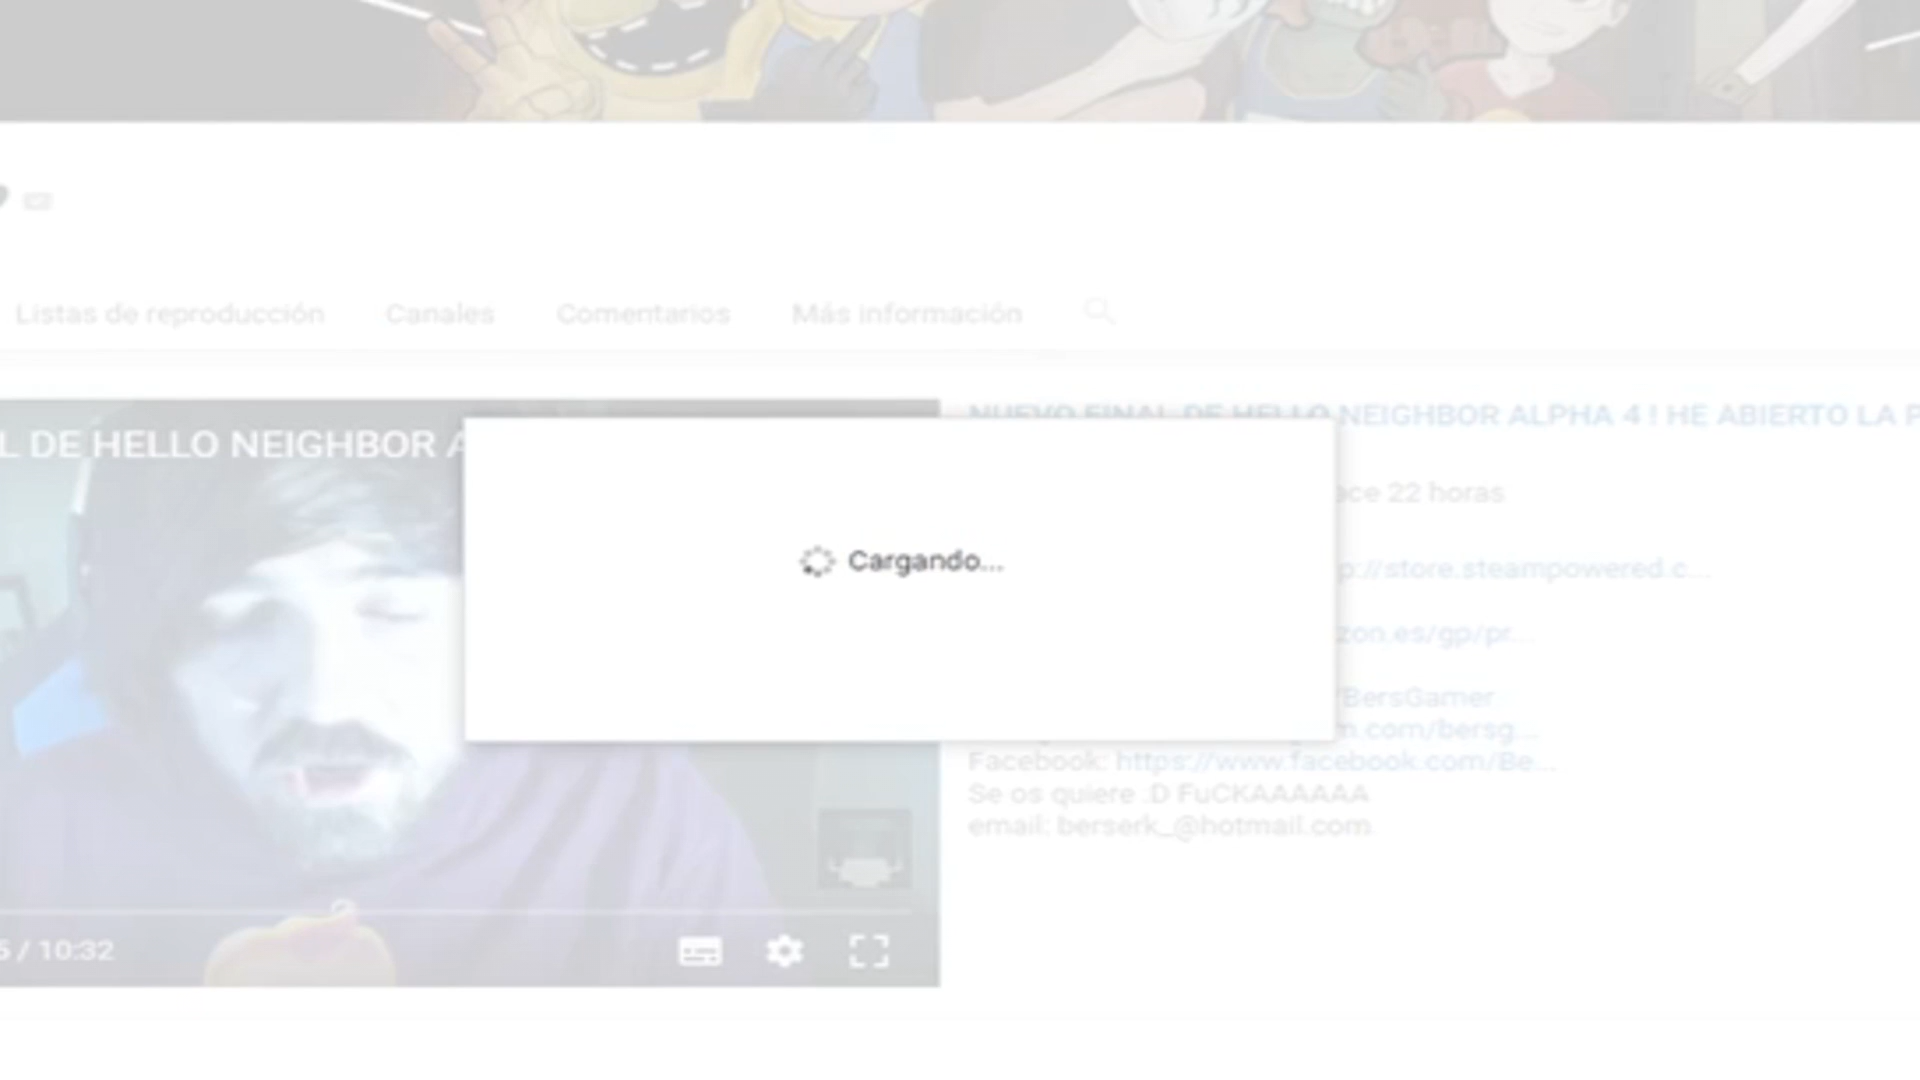 Listas de reproducción Canales Comentarios Más información
L DE HELLO NEIGHBOR A
NUEVO FINAL DE HELLO NEIGHBOR ALPHA 4 ! HE ABIERTO LA P
ace 22 horas
Cargando...
p://store.steampowered.c...
zon.es/gp/pr...
/BersGamer
m.com/bersg...
Facebook: https://www.facebook.com/Be...
Se os quiere :D FuCKAAAAAA
email: berserk_@hotmail.com
5 / 10:32